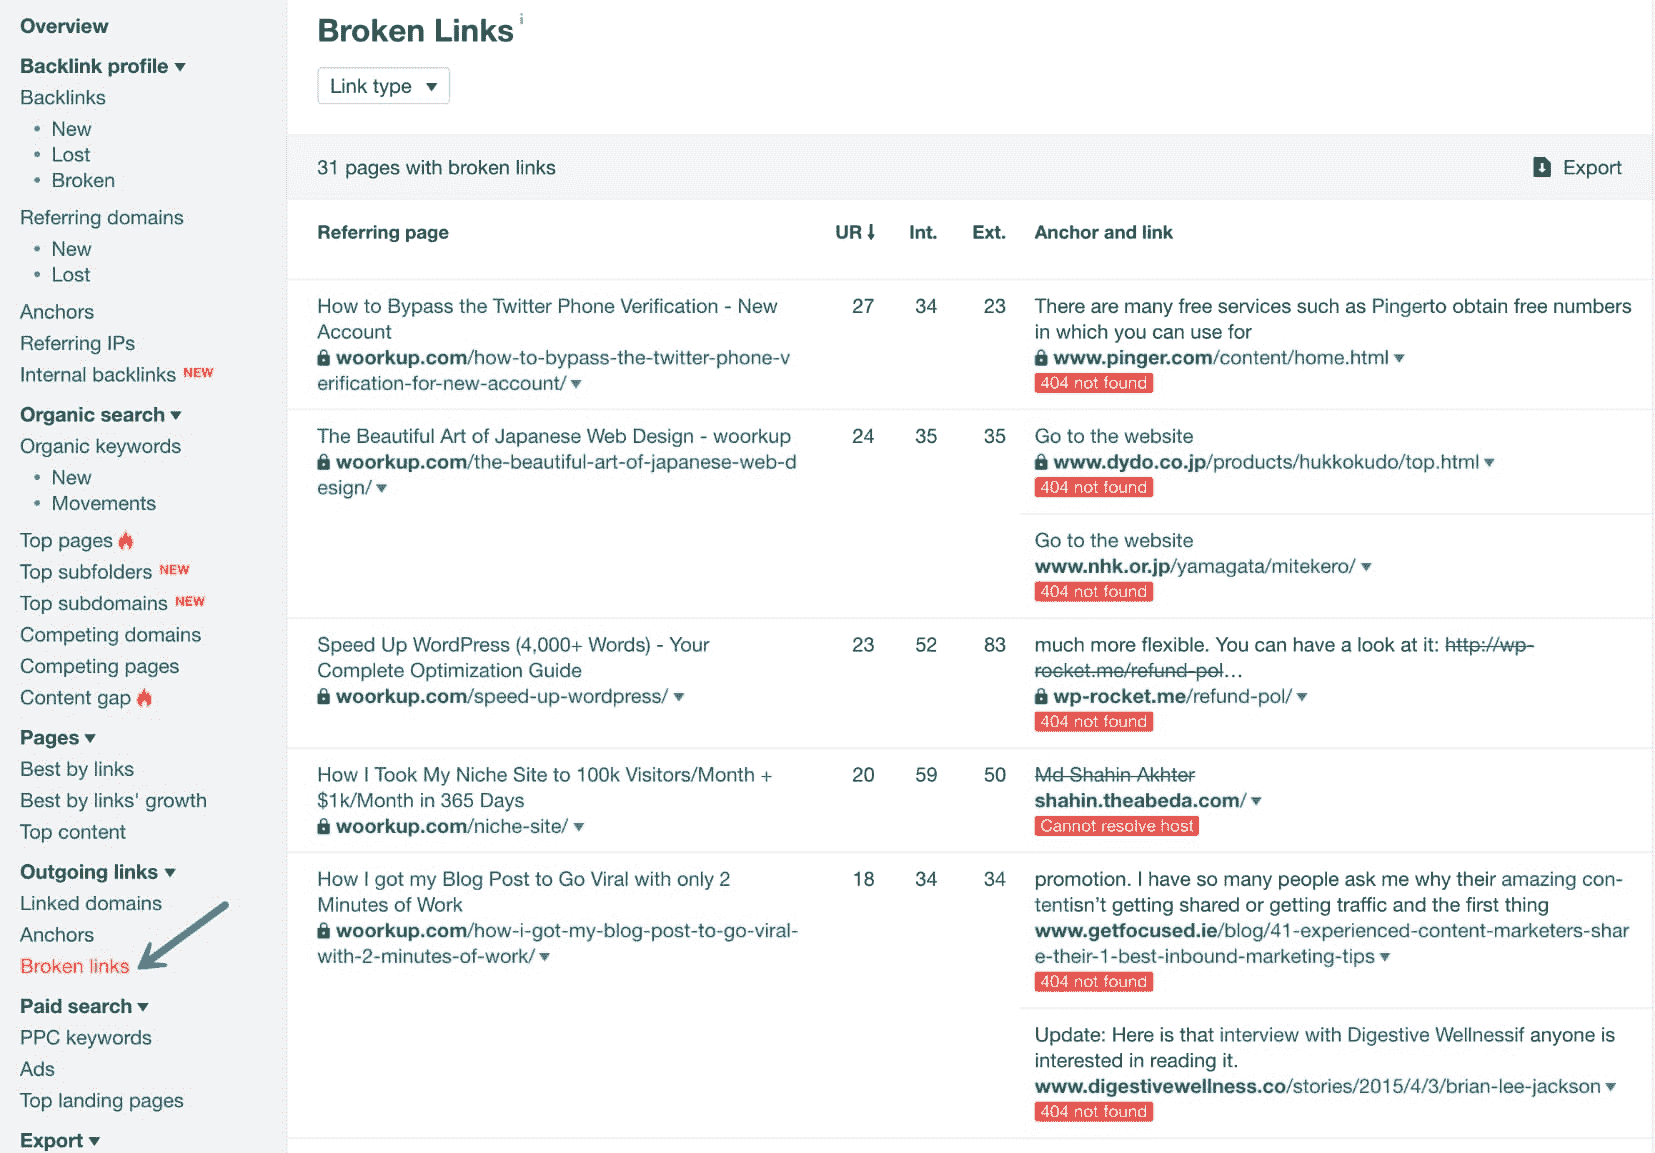 Overview
Backlink profile
Backlinks
New
Lost
Broken
Referring domains
New
Lost
Anchors
Referring IPs
Internal backlinks NEW
Organic search
Organic keywords
New
Movements
Top pages
Top subfolders NEW
Top subdomains NEW
Competing domains
Competing pages
Content gap
Pages
Best by links
Best by links' growth
Top content
Outgoing links
Linked domains
Anchors
Broken links
Paid search
PPC keywords
Ads
Top landing pages
Export
Broken Links i
Link type
31 pages with broken links
Export
Referring page UR Int. Ext. Anchor and link
How to Bypass the Twitter Phone Verification - New
Account
woorkup.com/how-to-bypass-the-twitter-phone-v
erification-for-new-account/
27 34 23
There are many free services such as Pingerto obtain free numbers
in which you can use for
www.pinger.com/content/home.html
404 not found
The Beautiful Art of Japanese Web Design - woorkup
woorkup.com/the-beautiful-art-of-japanese-web-d
esign/
24 35 35
Go to the website
www.dydo.co.jp/products/hukkokudo/top.html
404 not found
Go to the website
www.nhk.or.jp/yamagata/mitekero/
404 not found
Speed Up WordPress (4,000+ Words) - Your
Complete Optimization Guide
woorkup.com/speed-up-wordpress/
23 52 83
much more flexible. You can have a look at it: http://wp-
rocket.me/refund-pol…
wp-rocket.me/refund-pol/
404 not found
How I Took My Niche Site to 100k Visitors/Month +
$1k/Month in 365 Days
woorkup.com/niche-site/
20 59 50
Md Shahin Akhter
shahin.theabeda.com/
Cannot resolve host
How I got my Blog Post to Go Viral with only 2
Minutes of Work
woorkup.com/how-i-got-my-blog-post-to-go-viral-
with-2-minutes-of-work/
18 34 34
promotion. I have so many people ask me why their amazing con-
tentisn't getting shared or getting traffic and the first thing
www.getfocused.ie/blog/41-experienced-content-marketers-shar
e-their-1-best-inbound-marketing-tips
404 not found
Update: Here is that interview with Digestive Wellnessif anyone is
interested in reading it.
www.digestivewellness.co/stories/2015/4/3/brian-lee-jackson
404 not found